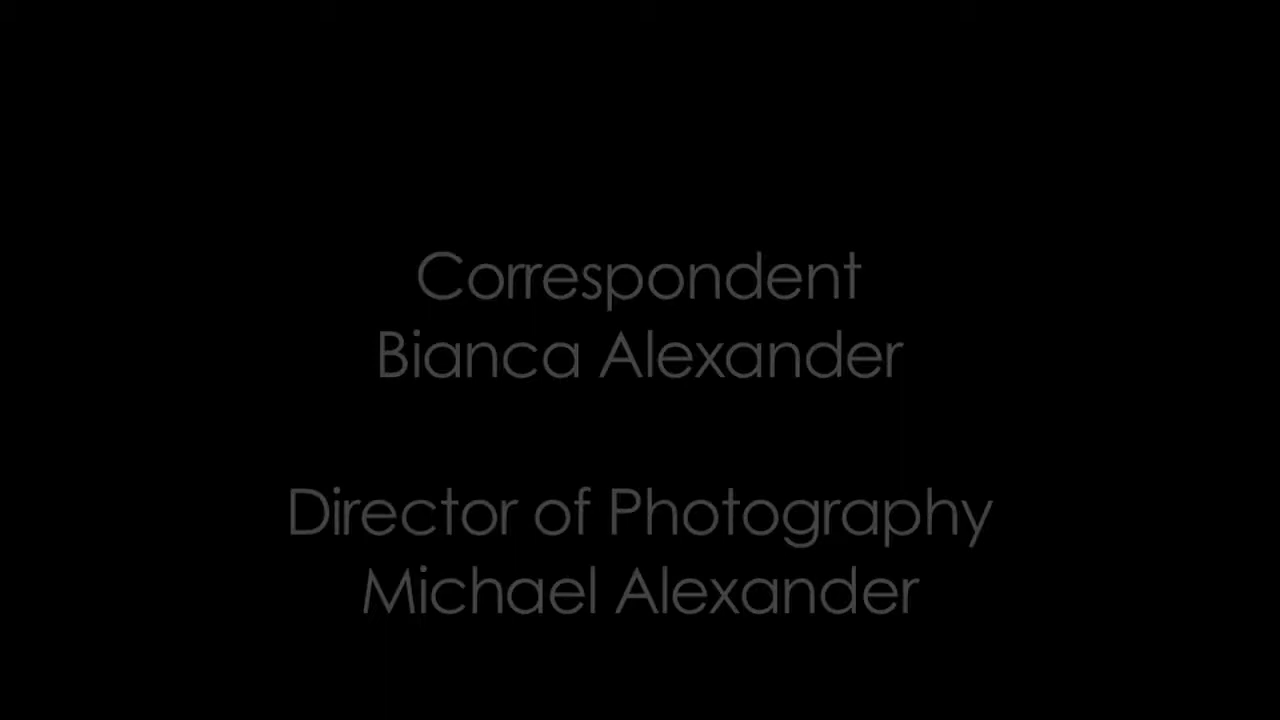 Correspondent
Bianca Alexander
Director of Photography
Michael Alexander